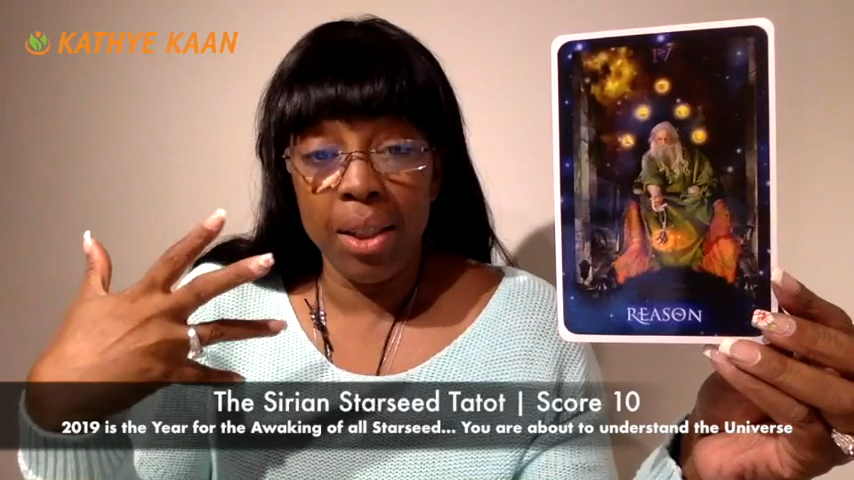 KATHYE KAAN
REASON
The Sirian Starseed Tatot | Score 10
2019 is the Year for the Awaking of all Starseed... You are about to understand the Universe